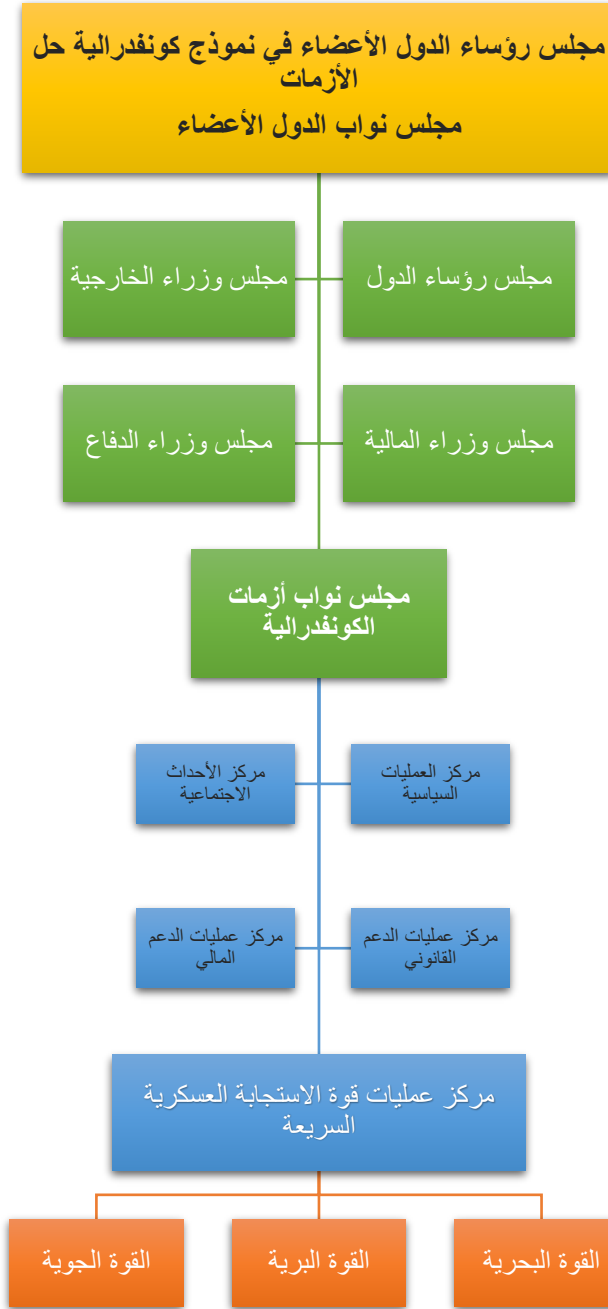 مجلس رؤساء الدول الأعضاء في نموذج كونفدرالية حل
الأزمات
مجلس نواب الدول الأعضاء
مجلس رؤساء الدول
مجلس وزراء الخارجية
مجلس وزراء المالية
مجلس وزراء الدفاع
مجلس نواب أزمات
الكونفدرالية
مركز العمليات
السياسية
مركز الأحداث
الاجتماعية
مركز عمليات الدعم
القانوني
مركز عمليات الدعم
المالي
مركز عمليات قوة الاستجابة العسكرية
السريعة
القوة البحرية
القوة البرية
القوة الجوية